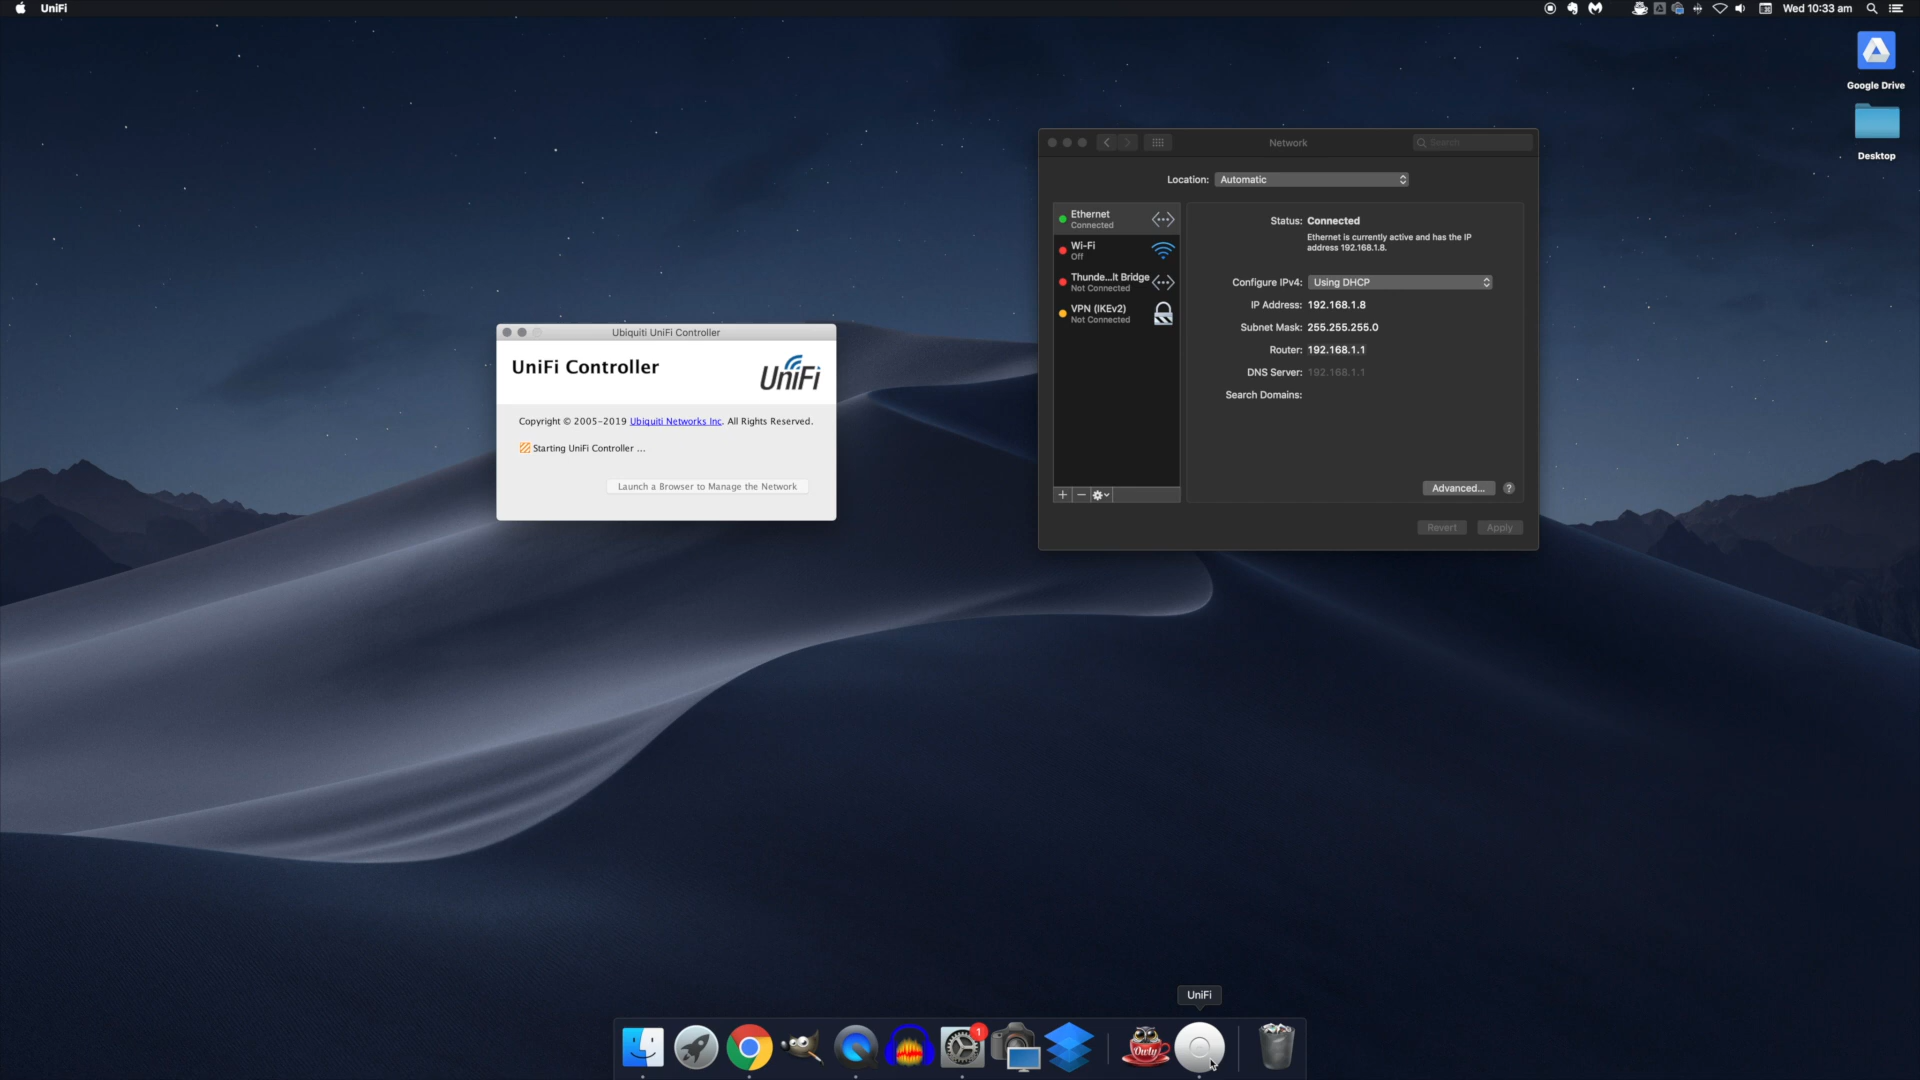 UniFi
Wed 10:33 am
Google Drive
Desktop
Network
Search
Location: Automatic
Ethernet
Connected
Wi-Fi
Off
Thunde...lt Bridge
Not Connected
VPN (IKEv2)
Not Connected
Status: Connected
Ethernet is currently active and has the IP
address 192.168.1.8.
Configure IPv4: Using DHCP
IP Address: 192.168.1.8
Subnet Mask: 255.255.255.0
Router: 192.168.1.1
DNS Server: 192.168.1.1
Search Domains:
Advanced...
?
Revert Apply
Ubiquiti UniFi Controller
UniFi Controller
UniFi
Copyright © 2005-2019 Ubiquiti Networks Inc. All Rights Reserved.
Starting UniFi Controller ...
Launch a Browser to Manage the Network
UniFi
1
Owly